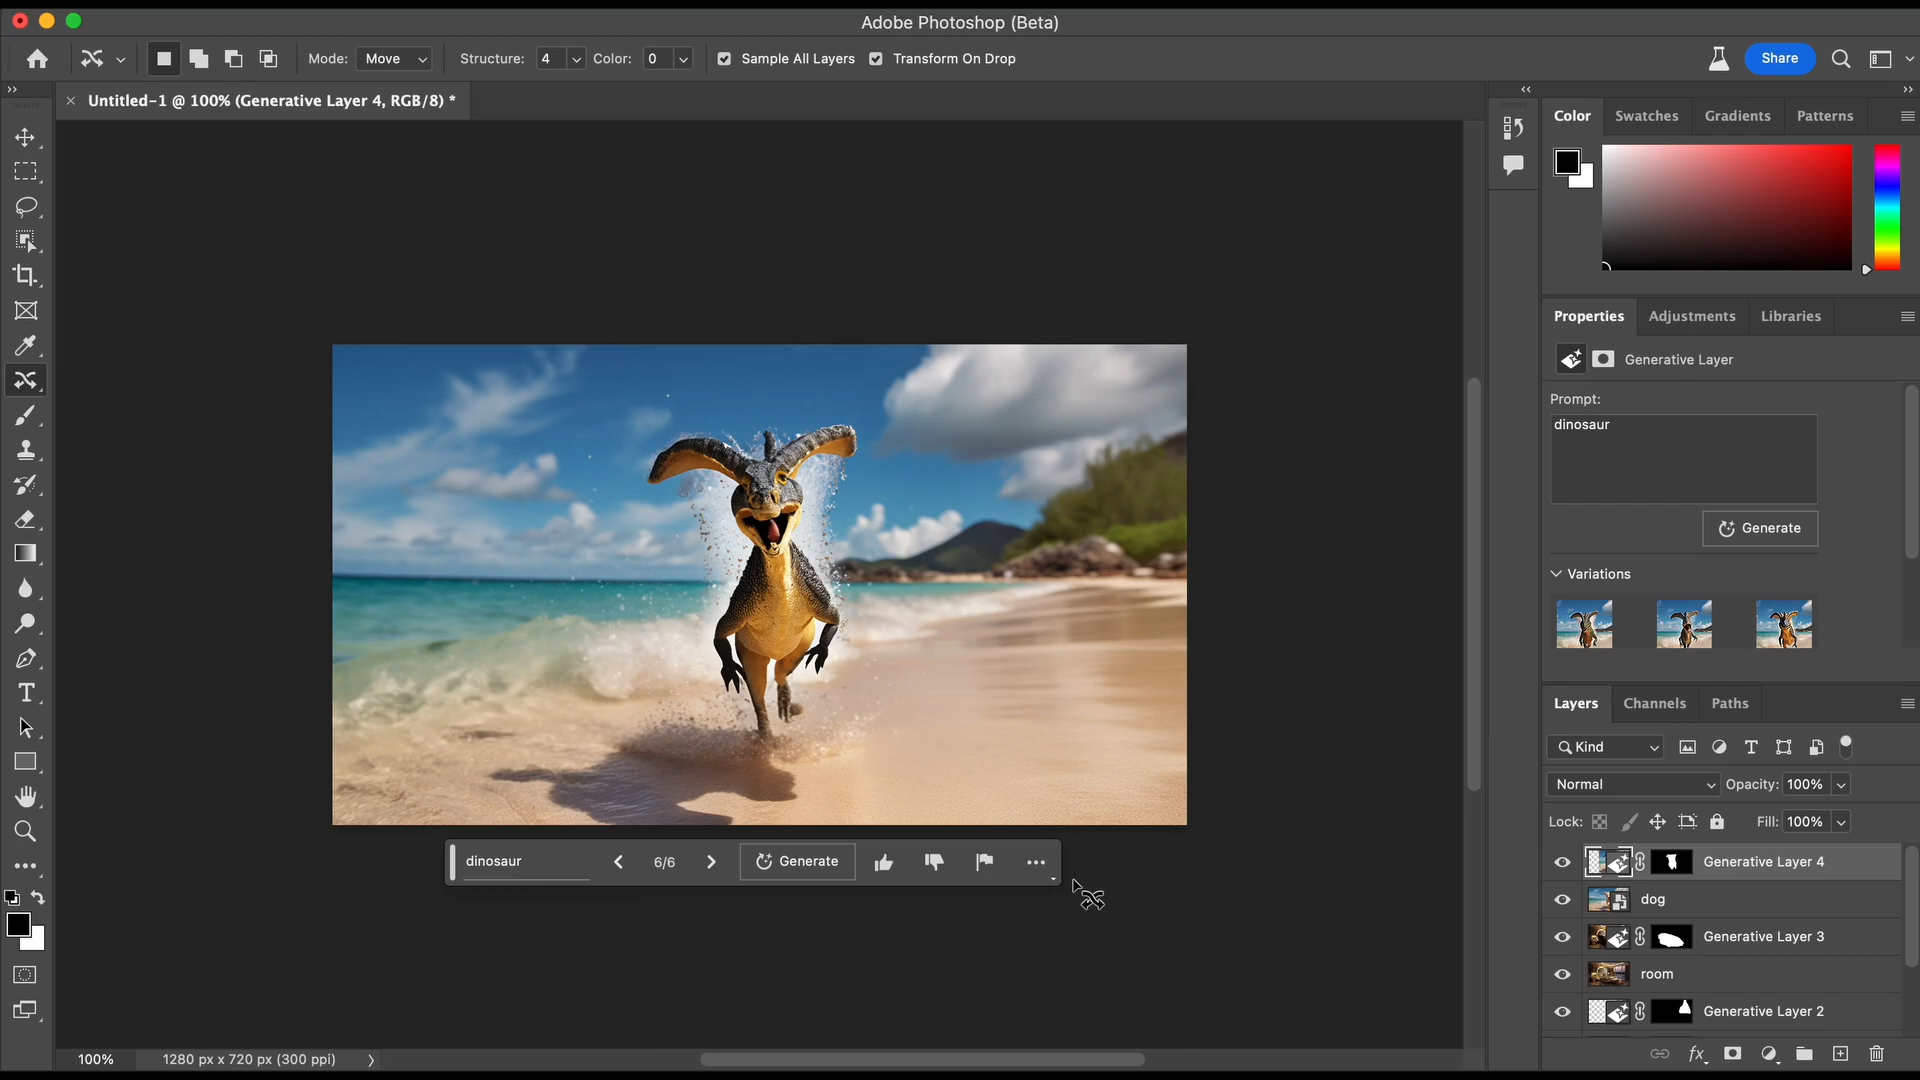 Adobe Photoshop (Beta)
Mode: Move Structure: 4 Color: 0 Sample All Layers Transform On Drop Share
Untitled-1 @ 100% (Generative Layer 4, RGB/8) *
Color Swatches Gradients Patterns
Properties Adjustments Libraries
Generative Layer
Prompt:
dinosaur
Generate
Variations
Layers Channels Paths
Kind
Normal Opacity: 100%
Lock: Fill: 100%
dinosaur 6/6 Generate
Generative Layer 4
dog
Generative Layer 3
room
Generative Layer 2
100% 1280 px x 720 px (300 ppi)